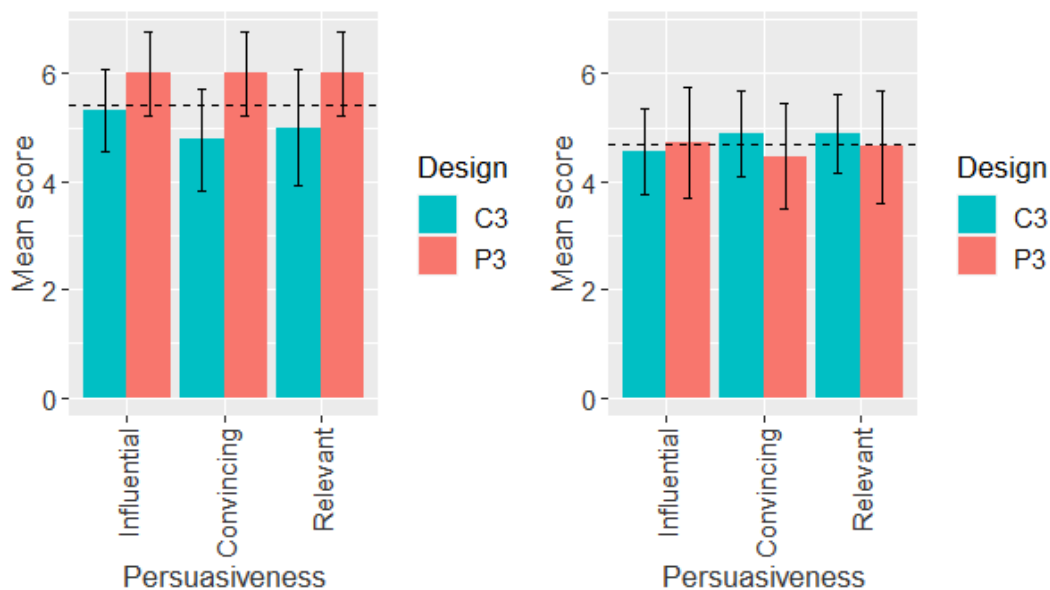 Mean score
6
4
2
0
Influential
Convincing
Relevant
Persuasiveness
Design
C3
P3
Mean score
6
4
2
0
Influential
Convincing
Relevant
Persuasiveness
Design
C3
P3